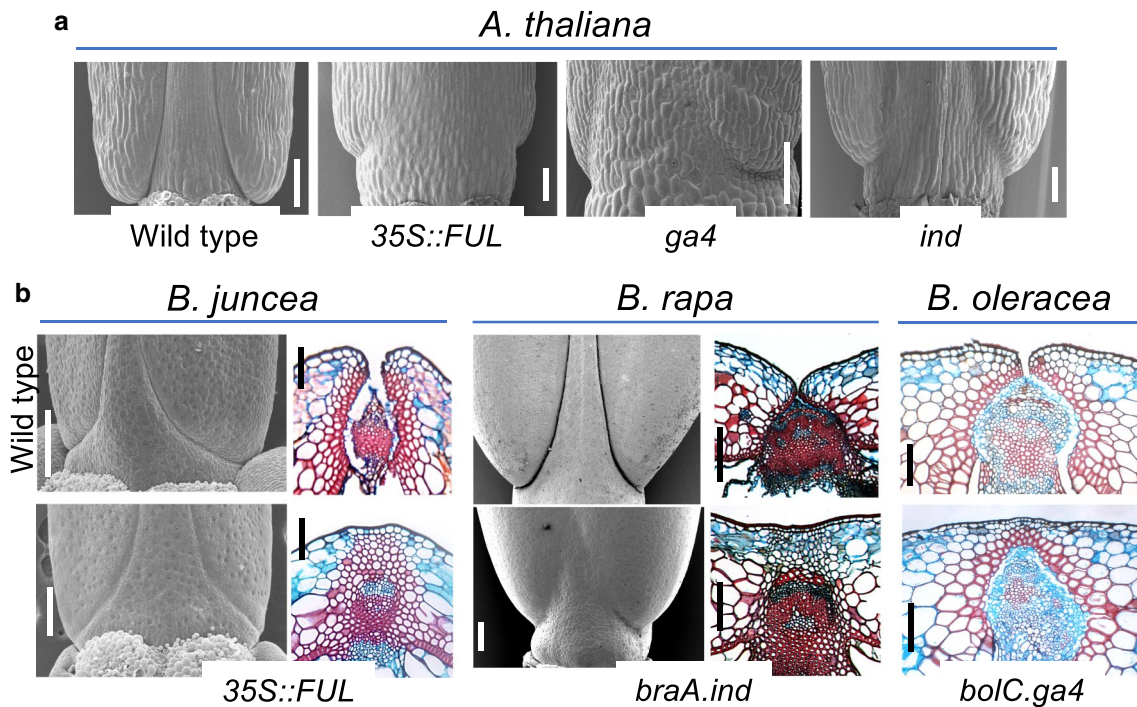 a
A. thaliana
Wild type
35S::FUL
ga4
ind
b
B. juncea
B. rapa
B. oleracea
Wild type
35S::FUL
braA.ind
bolC.ga4